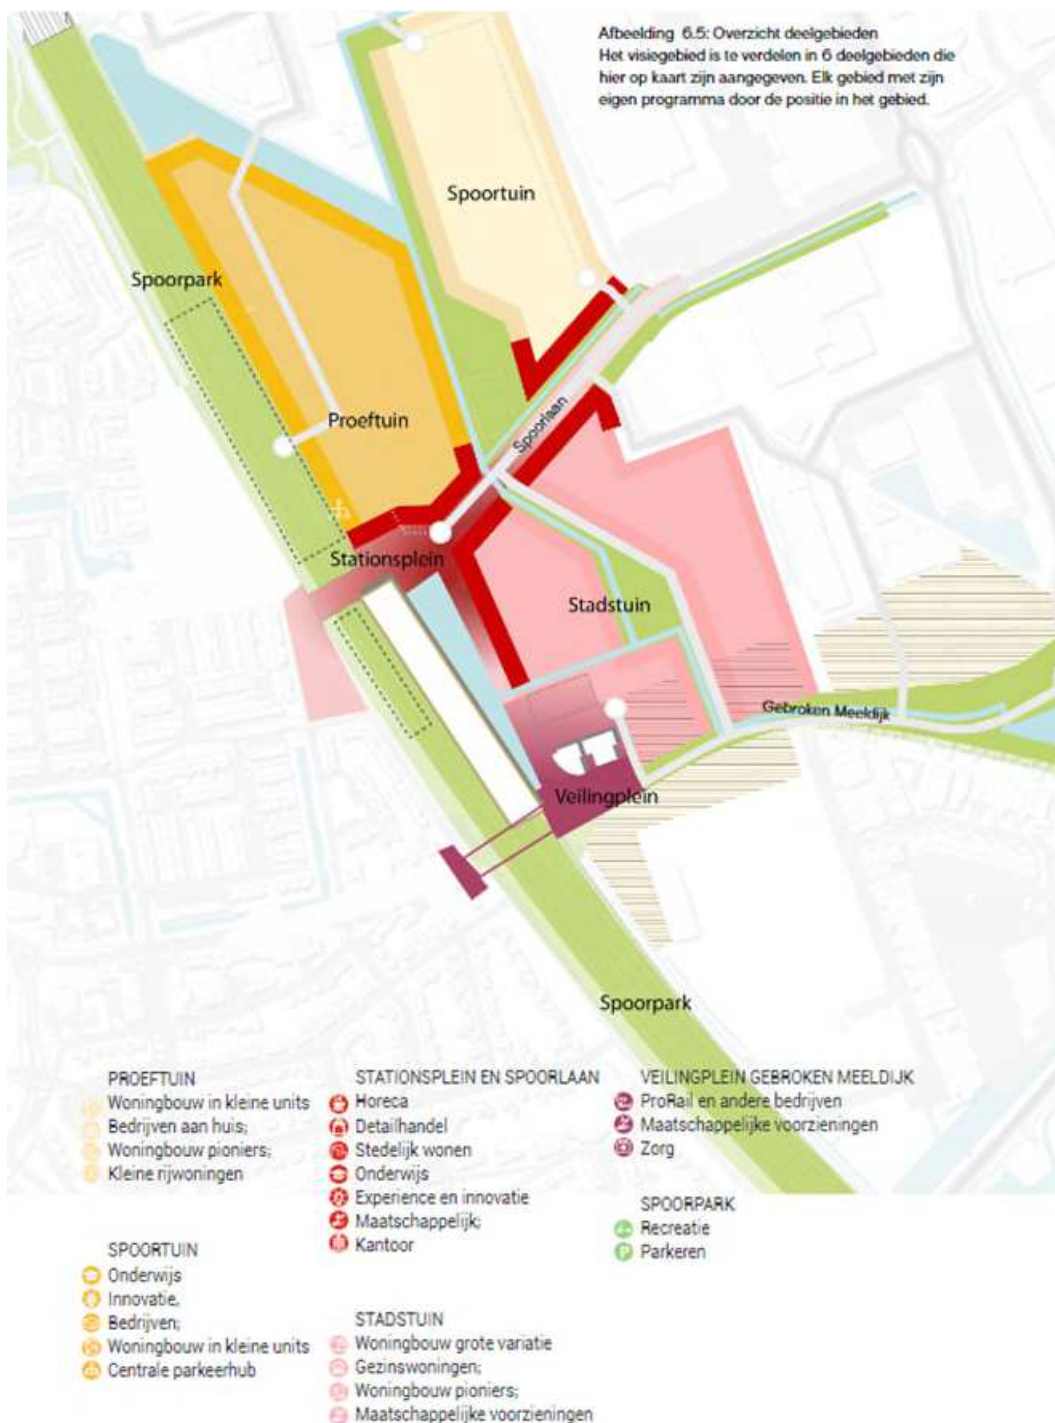 Afbeelding 6.5: Overzicht deelgebieden
Het visiegebied is te verdelen in 6 deelgebieden die
hier op kaart zijn aangegeven. Elk gebied met zijn
eigen programma door de positie in het gebied.
Spoortuin
Spoorpark
Proeftuin
Spoorlaan
Stationsplein
Stadstuin
Gebroken Meeldijk
Veilingplein
Spoorpark
PROEFTUIN
Woningbouw in kleine units
Bedrijven aan huis;
Woningbouw pioniers;
Kleine rijwoningen
SPOORTUIN
Onderwijs
Innovatie,
Bedrijven;
Woningbouw in kleine units
Centrale parkeerhub
STATIONSPLEIN EN SPOORLAAN
Horeca
Detailhandel
Stedelijk wonen
Onderwijs
Experience en innovatie
Maatschappelijk;
Kantoor
STADSTUIN
Woningbouw grote variatie
Gezinswoningen;
Woningbouw pioniers;
Maatschappelijke voorzieningen
VEILINGPLEIN GEBROKEN MEELDIJK
ProRail en andere bedrijven
Maatschappelijke voorzieningen
Zorg
SPOORPARK
Recreatie
P Parkeren